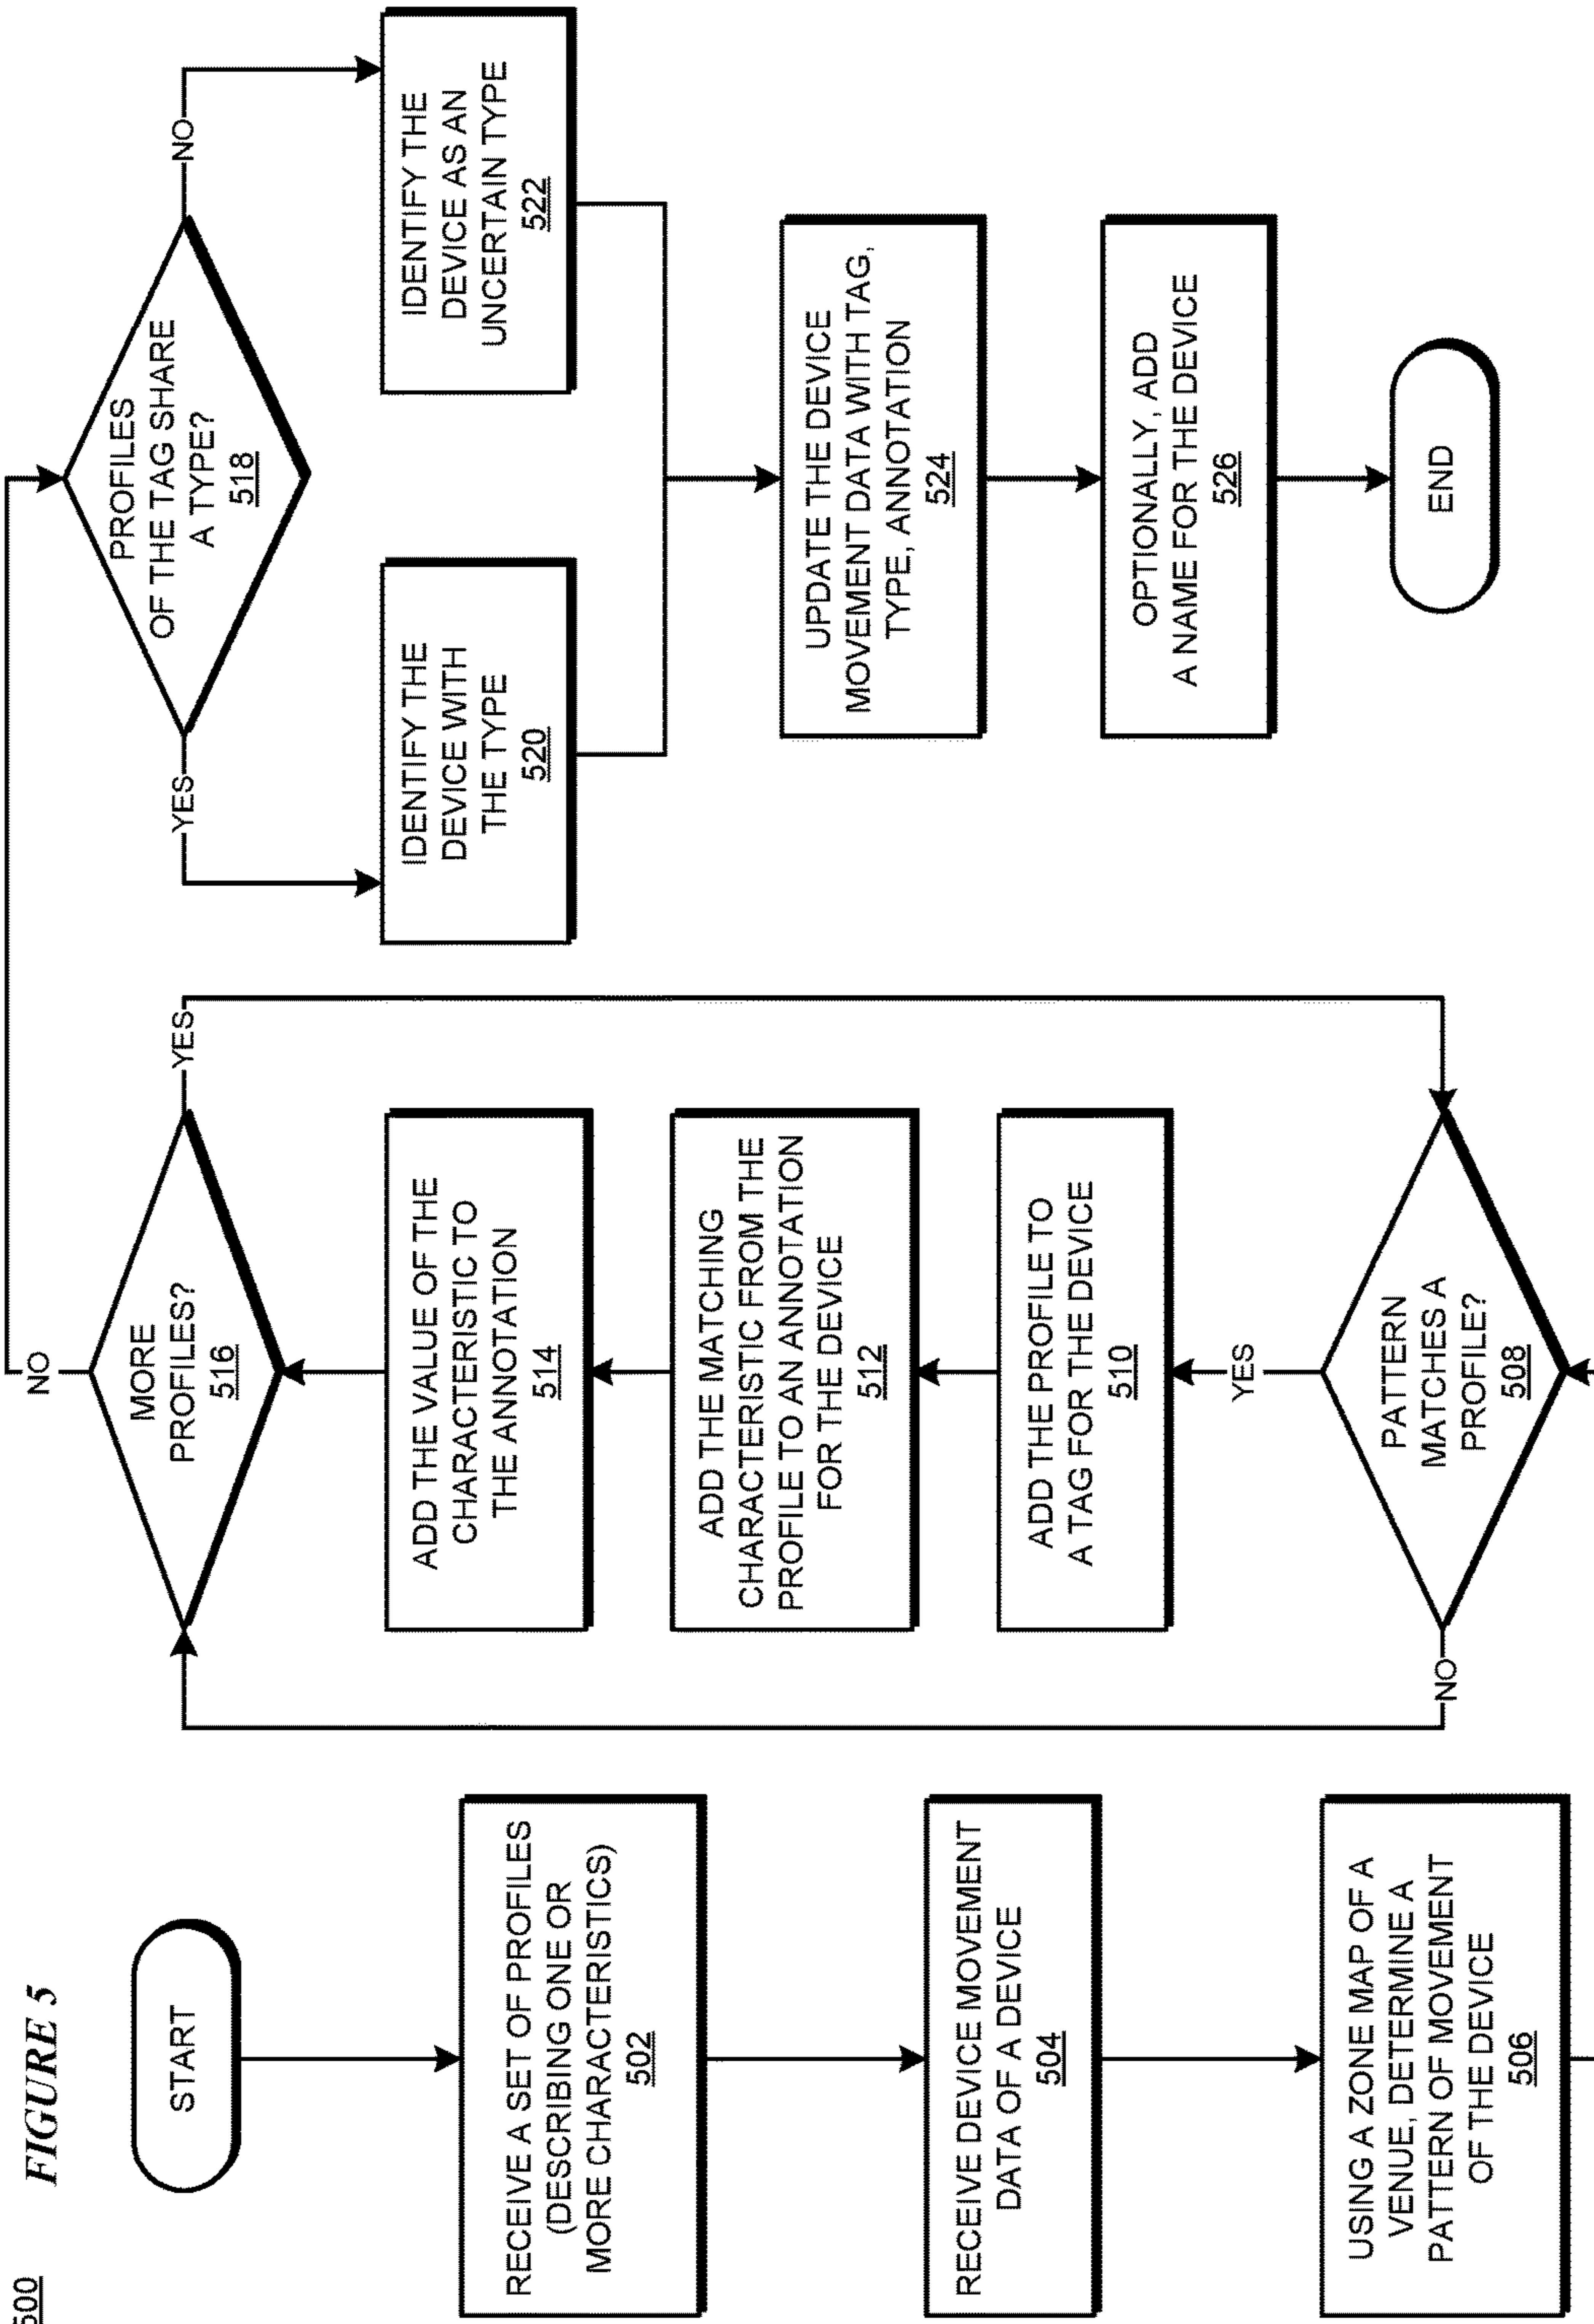 500
FIGURE 5
START
RECEIVE A SET OF PROFILES
(DESCRIBING ONE OR
MORE CHARACTERISTICS)
502
RECEIVE DEVICE MOVEMENT
DATA OF A DEVICE
504
USING A ZONE MAP OF A
VENUE, DETERMINE A
PATTERN OF MOVEMENT
OF THE DEVICE
506
PATTERN
MATCHES A
PROFILE?
508
NO
YES
ADD THE PROFILE TO
A TAG FOR THE DEVICE
510
ADD THE MATCHING
CHARACTERISTIC FROM THE
PROFILE TO AN ANNOTATION
FOR THE DEVICE
512
ADD THE VALUE OF THE
CHARACTERISTIC TO
THE ANNOTATION
514
MORE
PROFILES?
516
YES
NO
PROFILES
OF THE TAG SHARE
A TYPE?
518
YES
NO
IDENTIFY THE
DEVICE WITH
THE TYPE
520
IDENTIFY THE
DEVICE AS AN
UNCERTAIN TYPE
522
UPDATE THE DEVICE
MOVEMENT DATA WITH TAG,
TYPE, ANNOTATION
524
OPTIONALLY, ADD
A NAME FOR THE DEVICE
526
END